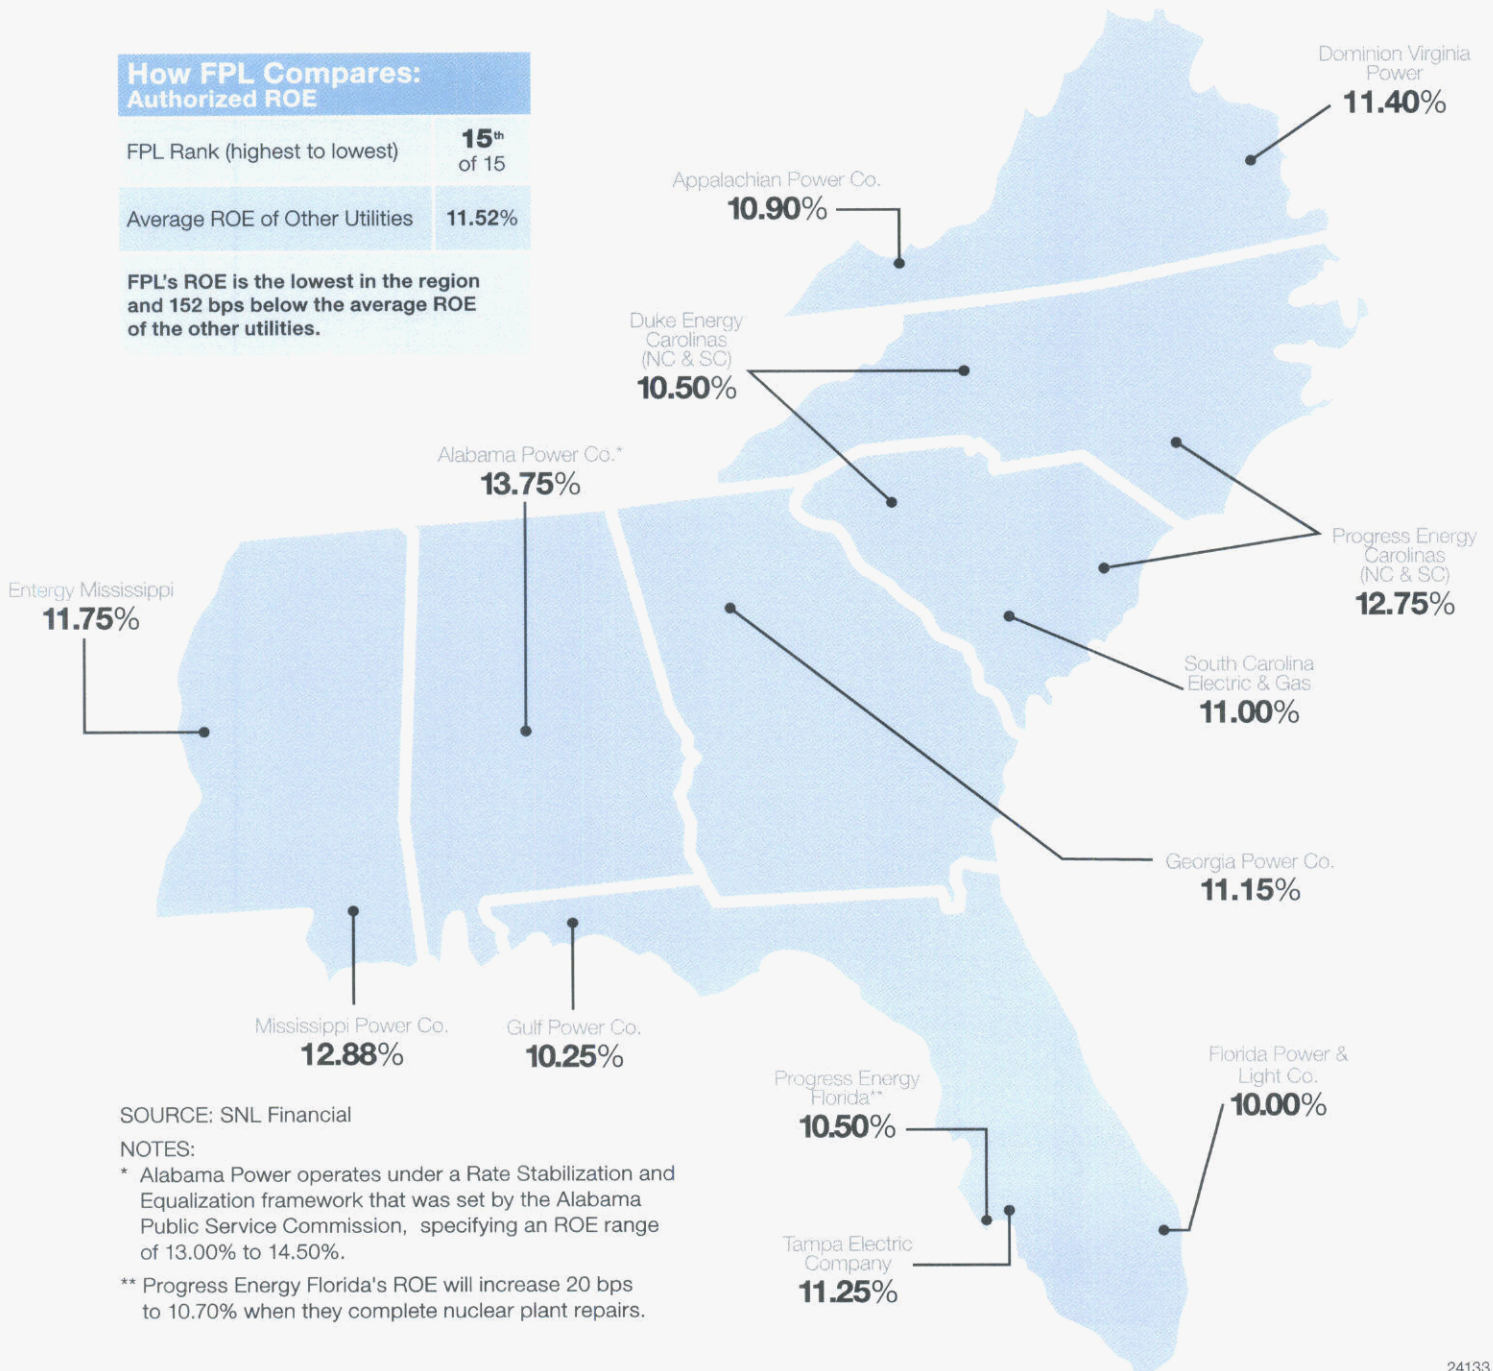 How FPL Compares:
Authorized ROE
FPL Rank (highest to lowest)
15th
of 15
Average ROE of Other Utilities
11.52%
FPL's ROE is the lowest in the region
and 152 bps below the average ROE
of the other utilities.
Dominion Virginia
Power
11.40%
Appalachian Power Co.
10.90%
Duke Energy
Carolinas
(NC & SC)
10.50%
Alabama Power Co.*
13.75%
Entergy Mississippi
11.75%
Progress Energy
Carolinas
(NC & SC)
12.75%
South Carolina
Electric & Gas
11.00%
Georgia Power Co.
11.15%
Mississippi Power Co.
12.88%
Gulf Power Co.
10.25%
Progress Energy
Florida**
10.50%
Florida Power &
Light Co.
10.00%
Tampa Electric
Company
11.25%
SOURCE: SNL Financial
NOTES:
* Alabama Power operates under a Rate Stabilization and
Equalization framework that was set by the Alabama
Public Service Commission, specifying an ROE range
of 13.00% to 14.50%.
** Progress Energy Florida's ROE will increase 20 bps
to 10.70% when they complete nuclear plant repairs.
24133